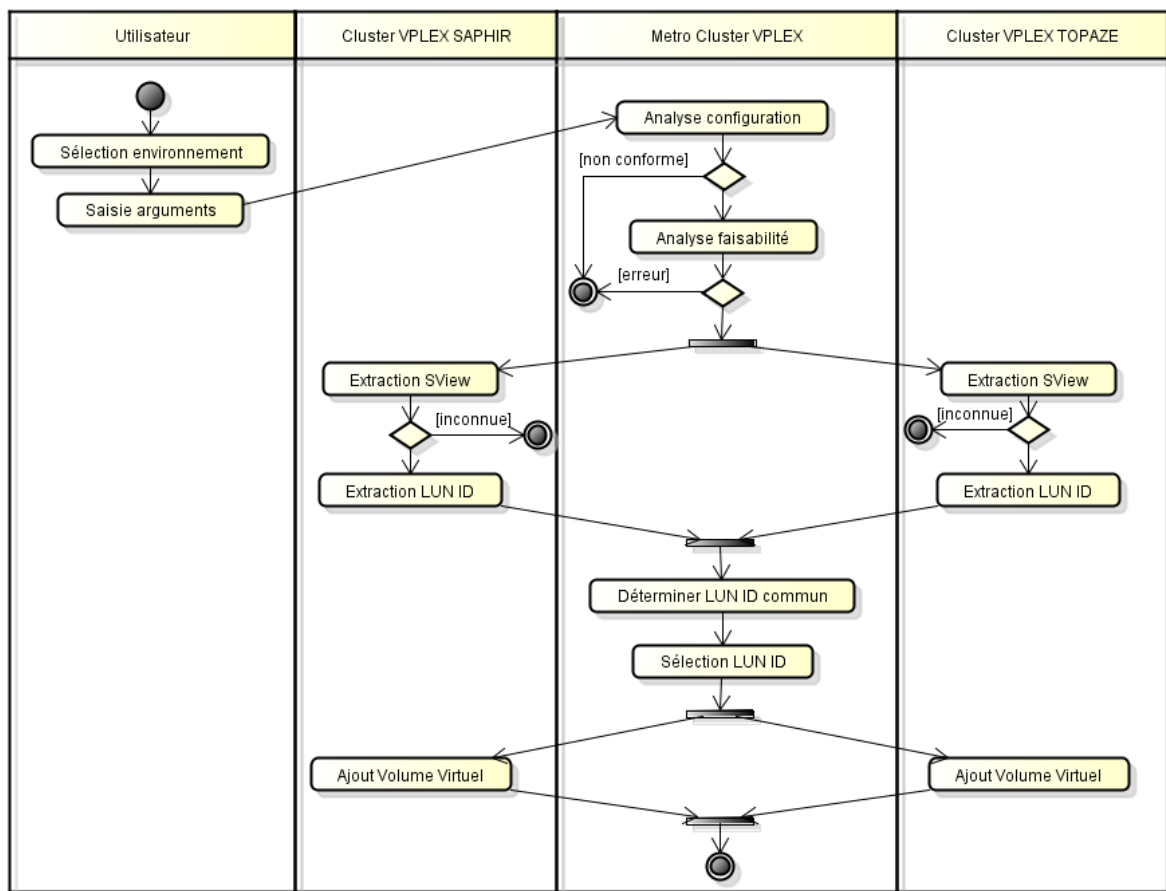 Utilisateur
Cluster VPLEX SAPHIR
Metro Cluster VPLEX
Cluster VPLEX TOPAZE
Analyse configuration
Sélection environnement
[non conforme]
Saisie arguments
Analyse faisabilité
[erreur]
Extraction SView
Extraction SView
[inconnue]
[inconnue]
Extraction LUN ID
Extraction LUN ID
Déterminer LUN ID commun
Sélection LUN ID
Ajout Volume Virtuel
Ajout Volume Virtuel